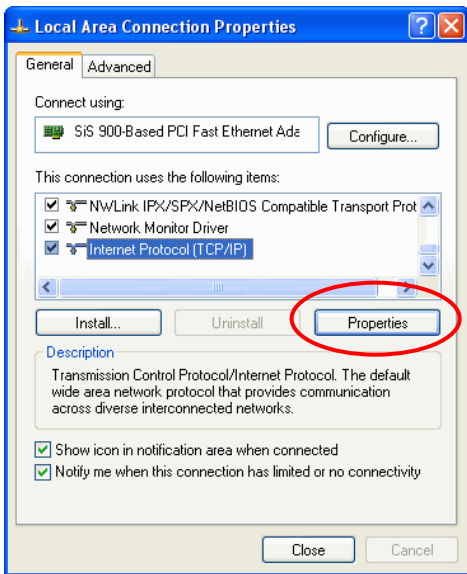 Local Area Connection Properties
General Advanced
Connect using:
SiS 900-Based PCI Fast Ethernet Ada
Configure...
This connection uses the following items:
NWLink IPX/SPX/NetBIOS Compatible Transport Prot
Network Monitor Driver
Internet Protocol (TCP/IP)
Install... Uninstall Properties
Description
Transmission Control Protocol/Internet Protocol. The default
wide area network protocol that provides communication
across diverse interconnected networks.
Show icon in notification area when connected
Notify me when this connection has limited or no connectivity
Close Cancel